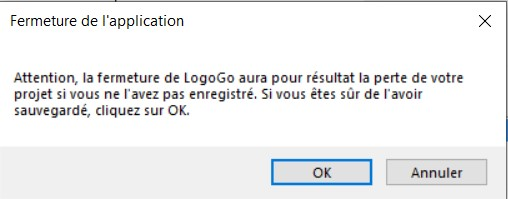 Fermeture de l'application
Attention, la fermeture de LogoGo aura pour résultat la perte de votre
projet si vous ne l'avez pas enregistré. Si vous êtes sûr de l'avoir
sauvegardé, cliquez sur OK.
OK Annuler